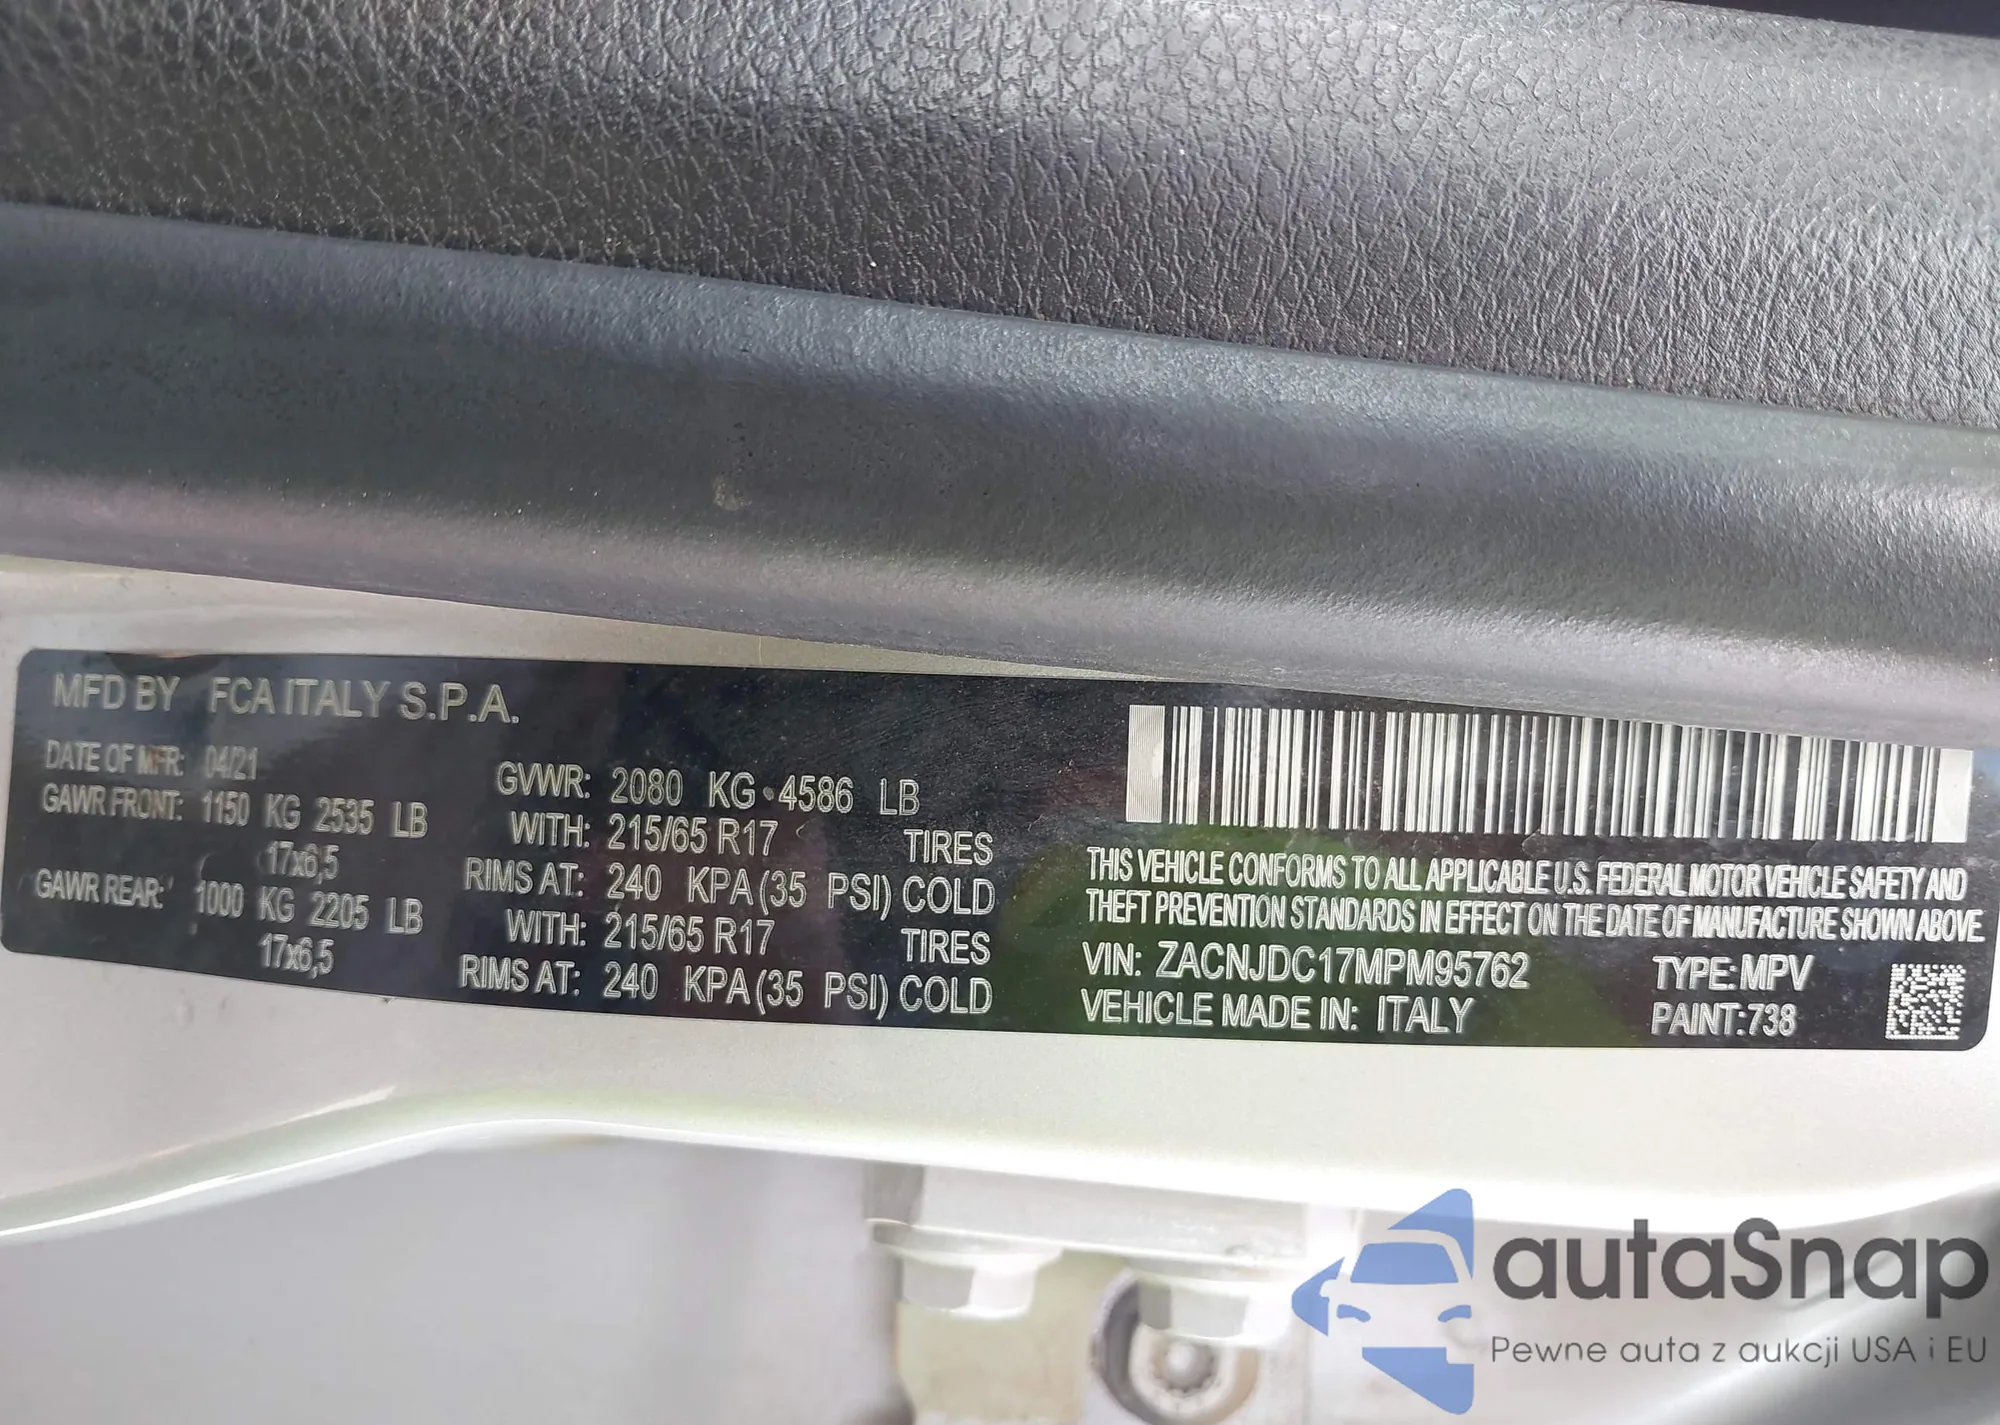 MFD BY FCA ITALY S.P.A.
DATE OF MFR: 04/21
GAWR FRONT: 1150 KG 2535 LB
17x6,5
GAWR REAR: 1000 KG 2205 LB
17x6,5
GVWR: 2080 KG 4586 LB
WITH: 215/65 R17 TIRES
RIMS AT: 240 KPA (35 PSI) COLD
WITH: 215/65 R17 TIRES
RIMS AT: 240 KPA (35 PSI) COLD
THIS VEHICLE CONFORMS TO ALL APPLICABLE U.S. FEDERAL MOTOR VEHICLE SAFETY AND
THEFT PREVENTION STANDARDS IN EFFECT ON THE DATE OF MANUFACTURE SHOWN ABOVE.
VIN: ZACNJDC17MPM95762 TYPE: MPV
VEHICLE MADE IN: ITALY PAINT: 738
autaSnap
Pewne auta z aukcji USA i EU